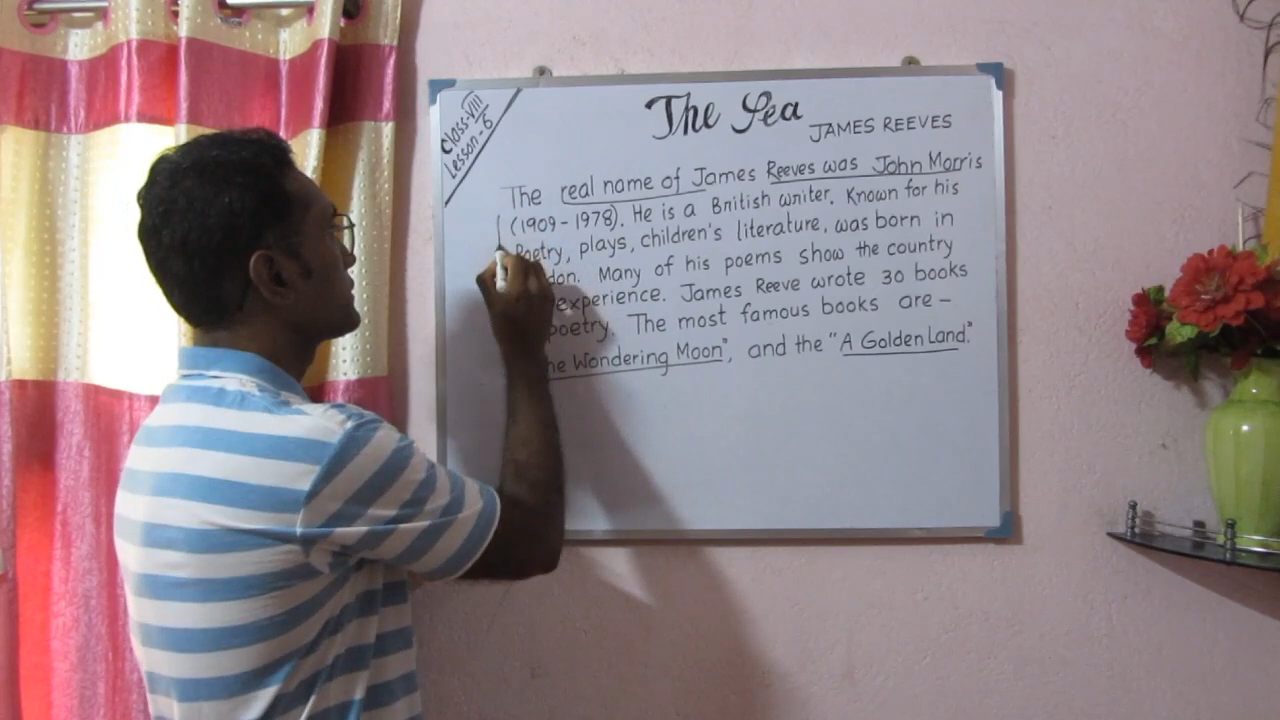 Class-VIII
Lesson-6
The Sea
JAMES REEVES
The real name of James Reeves was John Morris
(1909-1978). He is a British writer. Known for his
Poetry, plays, children's literature, was born in
Many of his poems show the country
experience. James Reeve wrote 30 books
poetry. The most famous books are -
Wondering Moon", and the "A Golden Land".